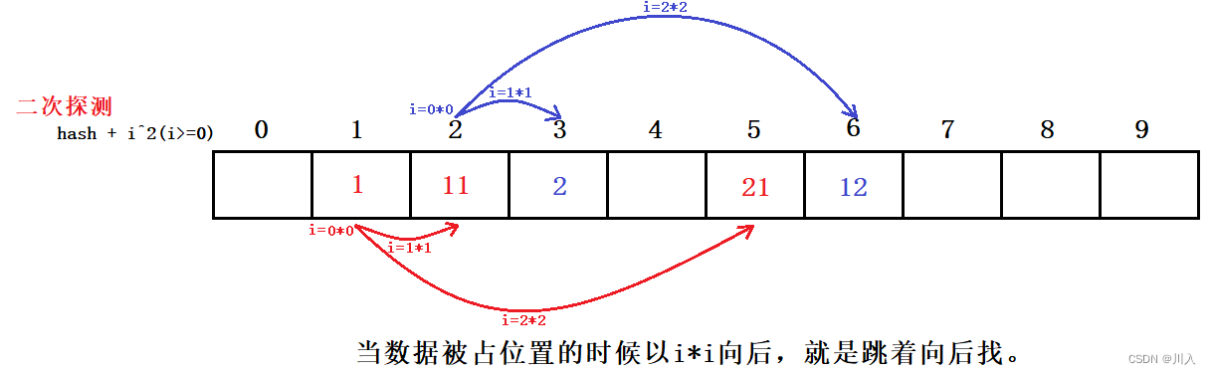 i=2*2
i=0*0 i=1*1
二次探测
hash + i^2(i>=0) 0 1 2 3 4 5 6 7 8 9
1 11 2 21 12
i=0*0 i=1*1
i=2*2
当数据被占位置的时候以i*i向后，就是跳着向后找。
CSDN @川入